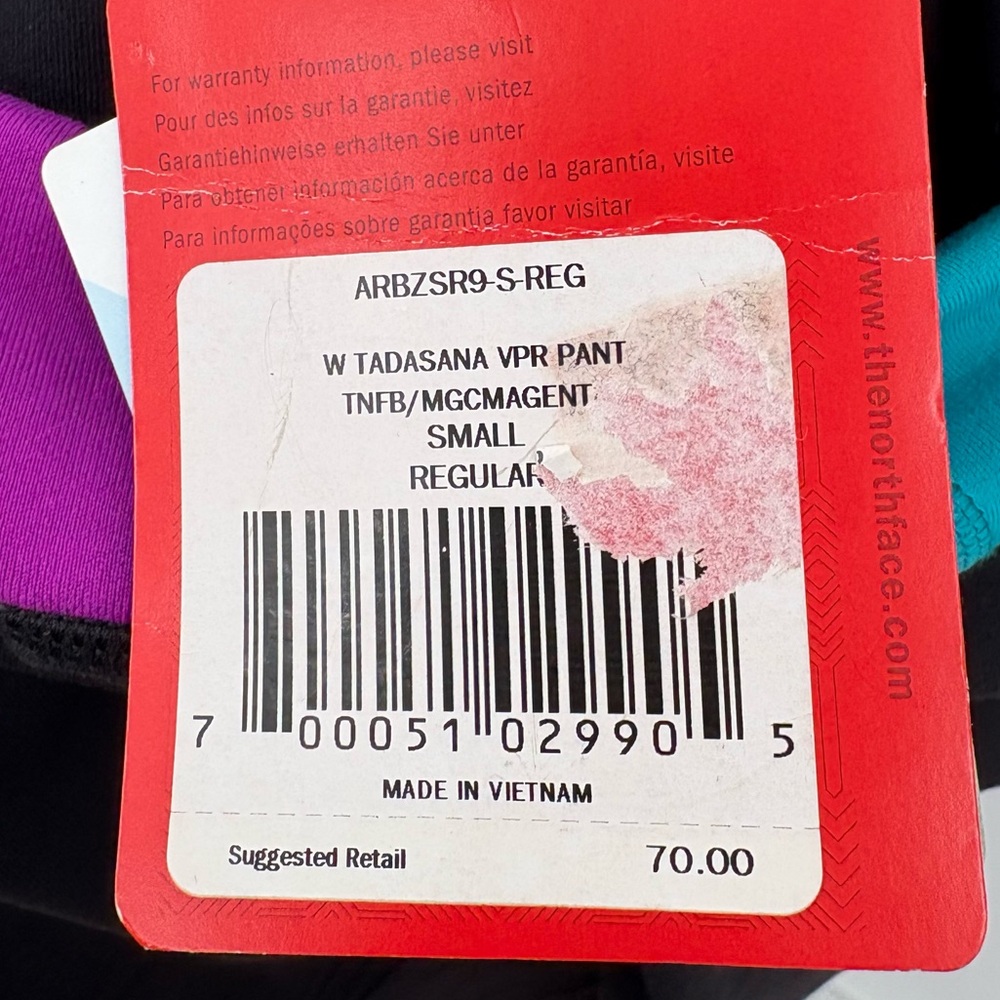 For warranty information, please visit
Pour des infos sur la garantie, visitez
Garantiehinweise erhalten Sie unter
Para obtener información acerca de la garantía, visite
Para informações sobre garantia favor visitar
www.thenorthface.com
ARBZSR9-S-REG
W TADASANA VPR PANT
TNFB/MGCMAGENT
SMALL
REGULAR
7 00051 02990 5
MADE IN VIETNAM
Suggested Retail 70.00